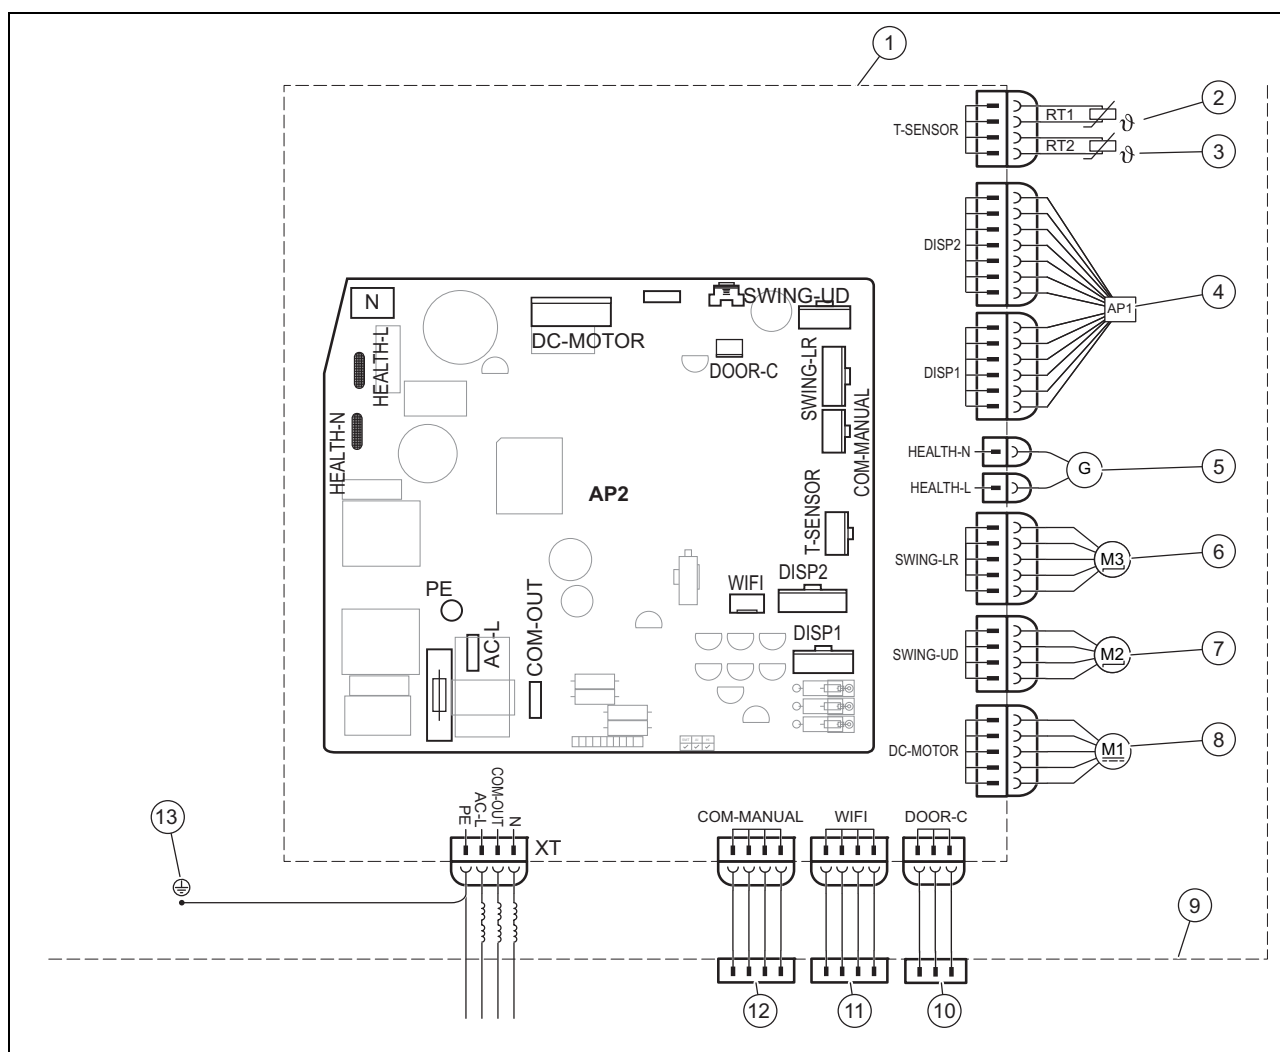 1
2
T-SENSOR
RT1
ϑ
RT2
ϑ
3
DISP2
4
AP1
DISP1
N
SWING-UD
DC-MOTOR
DOOR-C
HEALTH-L
SWING-LR
COM-MANUAL
HEALTH-N
HEALTH-N
G
5
HEALTH-L
AP2
T-SENSOR
SWING-LR
M3
6
PE
WIFI
DISP2
AC-L
COM-OUT
DISP1
SWING-UD
M2
7
DC-MOTOR
M1
8
PE
AC-L
COM-OUT
N
XT
COM-MANUAL
WIFI
DOOR-C
13
9
12
11
10